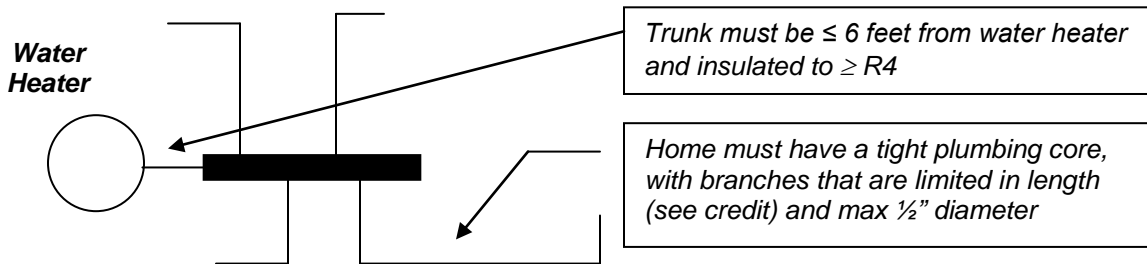 Water
Heater
Trunk must be ≤ 6 feet from water heater
and insulated to ≥ R4
Home must have a tight plumbing core,
with branches that are limited in length
(see credit) and max ½” diameter